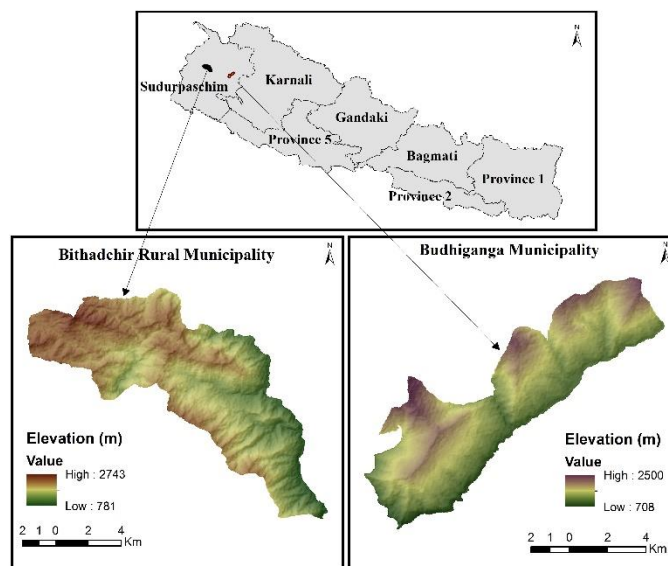 N
Karnali
Sudurpaschim
Gandaki
Province 5
Bagmati
Province 1
Province 2
Bithadchir Rural Municipality
N
Elevation (m)
Value
High : 2743
Low : 781
2 1 0 2 4
Km
Budhiganga Municipality
N
Elevation (m)
Value
High : 2500
Low : 708
2 1 0 2 4
Km